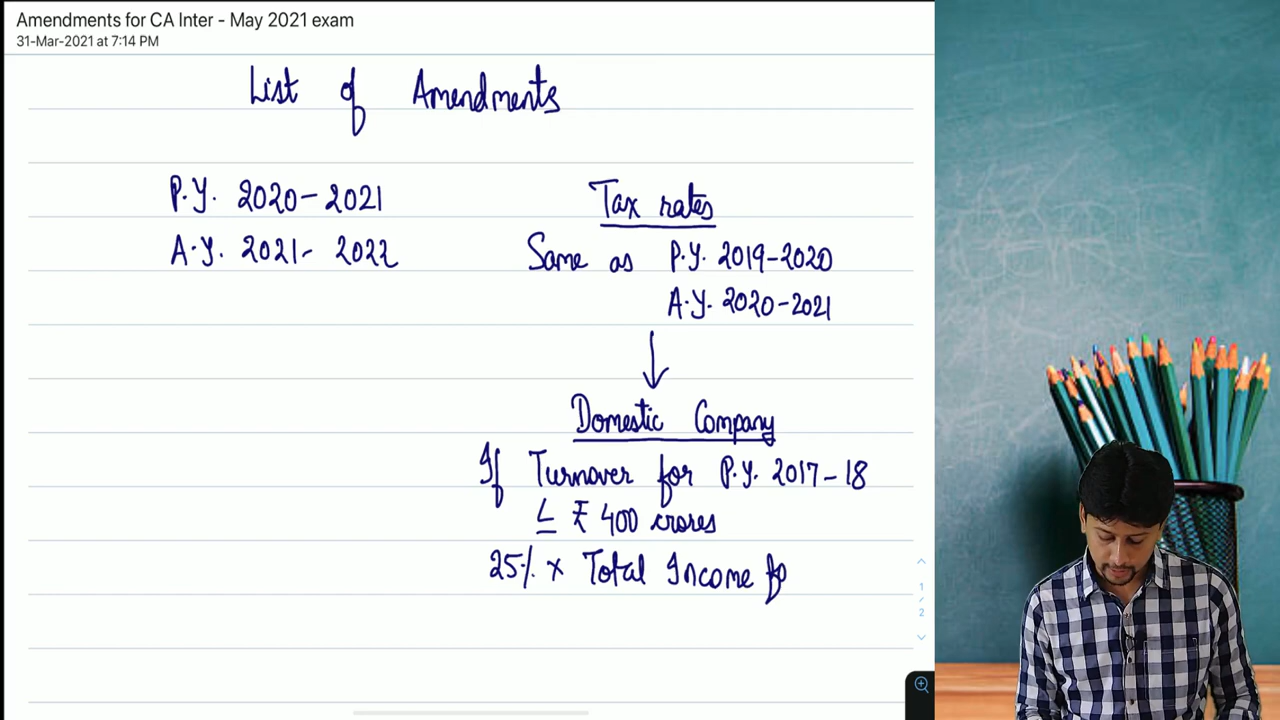 Amendments for CA Inter - May 2021 exam
31-Mar-2021 at 7:14 PM
List of Amendments
P.Y. 2020-2021
A.Y. 2021-2022
Tax rates
Same as P.Y. 2019-2020
A.Y. 2020-2021
Domestic Company
If Turnover for P.Y. 2017-18
≤ ₹ 400 crores
25% x Total Income fo
1
/
2